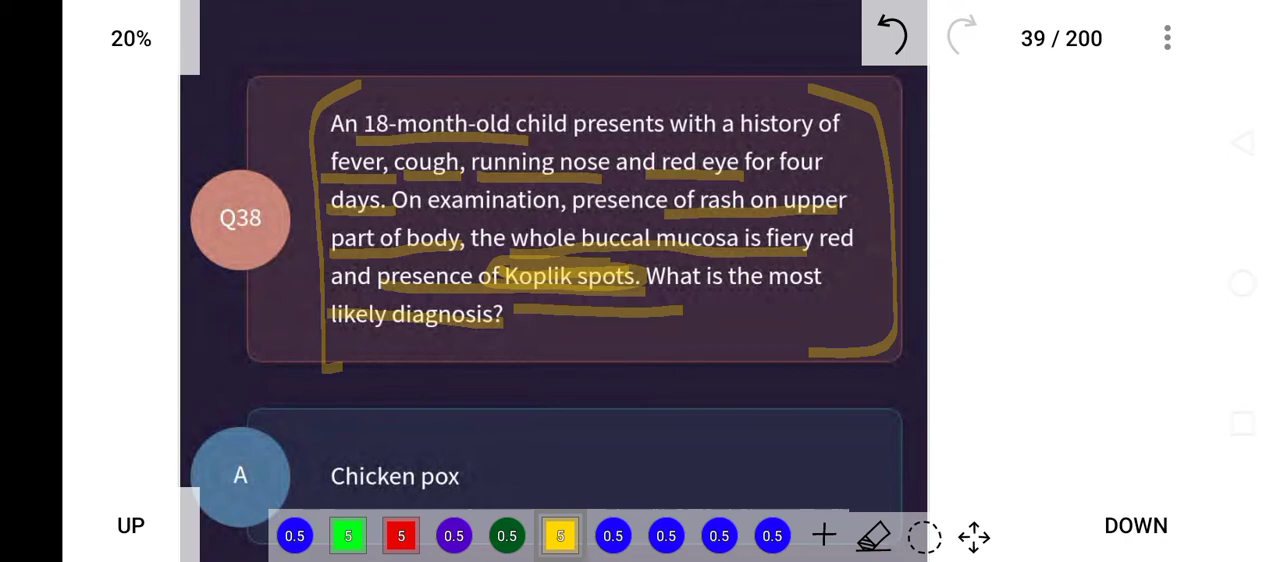 20%
39 / 200
An 18-month-old child presents with a history of
fever, cough, running nose and red eye for four
days. On examination, presence of rash on upper
Q38
part of body, the whole buccal mucosa is fiery red
and presence of Koplik spots. What is the most
likely diagnosis?
A
Chicken pox
UP
0.5
5
5
0.5
0.5
5
0.5
0.5
0.5
0.5
DOWN